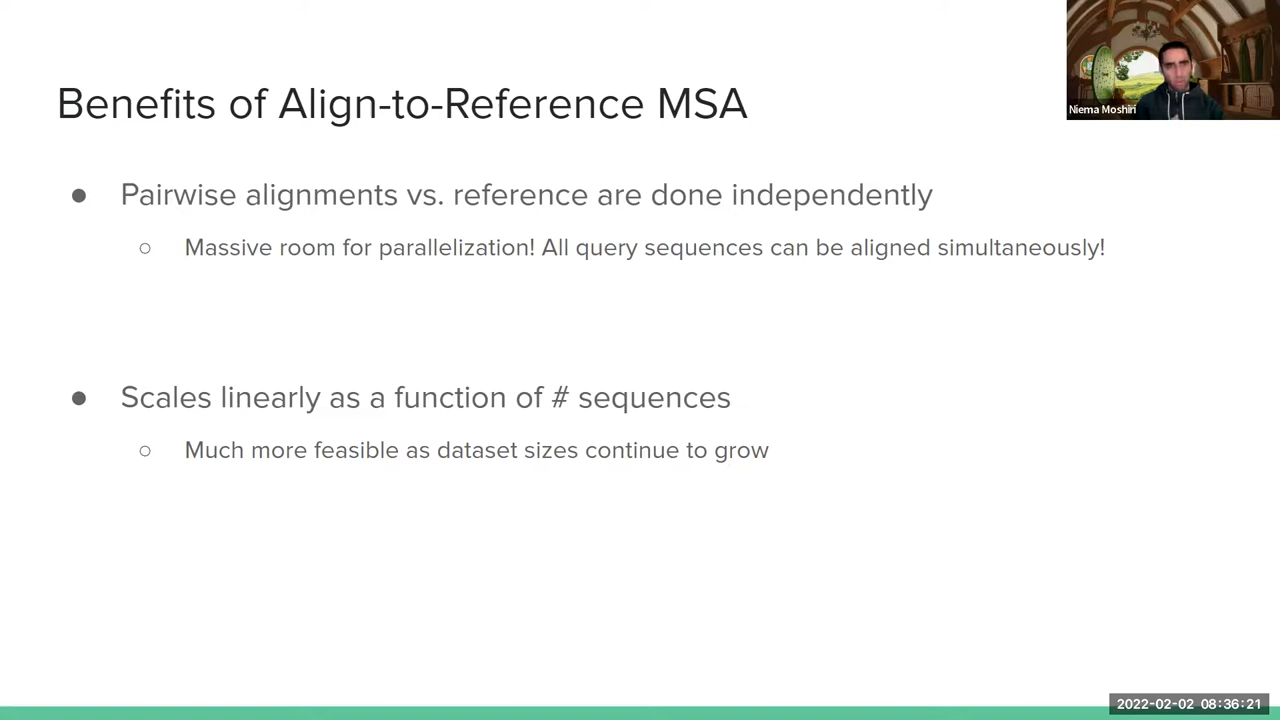 Niema Moshiri
Benefits of Align-to-Reference MSA
● Pairwise alignments vs. reference are done independently
○ Massive room for parallelization! All query sequences can be aligned simultaneously!
● Scales linearly as a function of # sequences
○ Much more feasible as dataset sizes continue to grow
2022-02-02 08:36:21